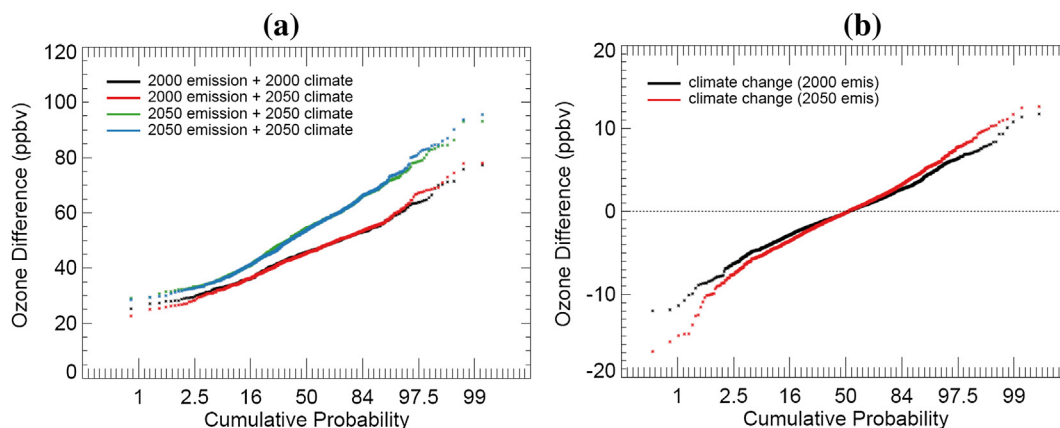 (a)
120
100
80
60
40
20
0
Ozone Difference (ppbv)
2000 emission + 2000 climate
2000 emission + 2050 climate
2050 emission + 2050 climate
2050 emission + 2050 climate
1 2.5 16 50 84 97.5 99
Cumulative Probability
(b)
20
10
0
-10
-20
Ozone Difference (ppbv)
climate change (2000 emis)
climate change (2050 emis)
1 2.5 16 50 84 97.5 99
Cumulative Probability